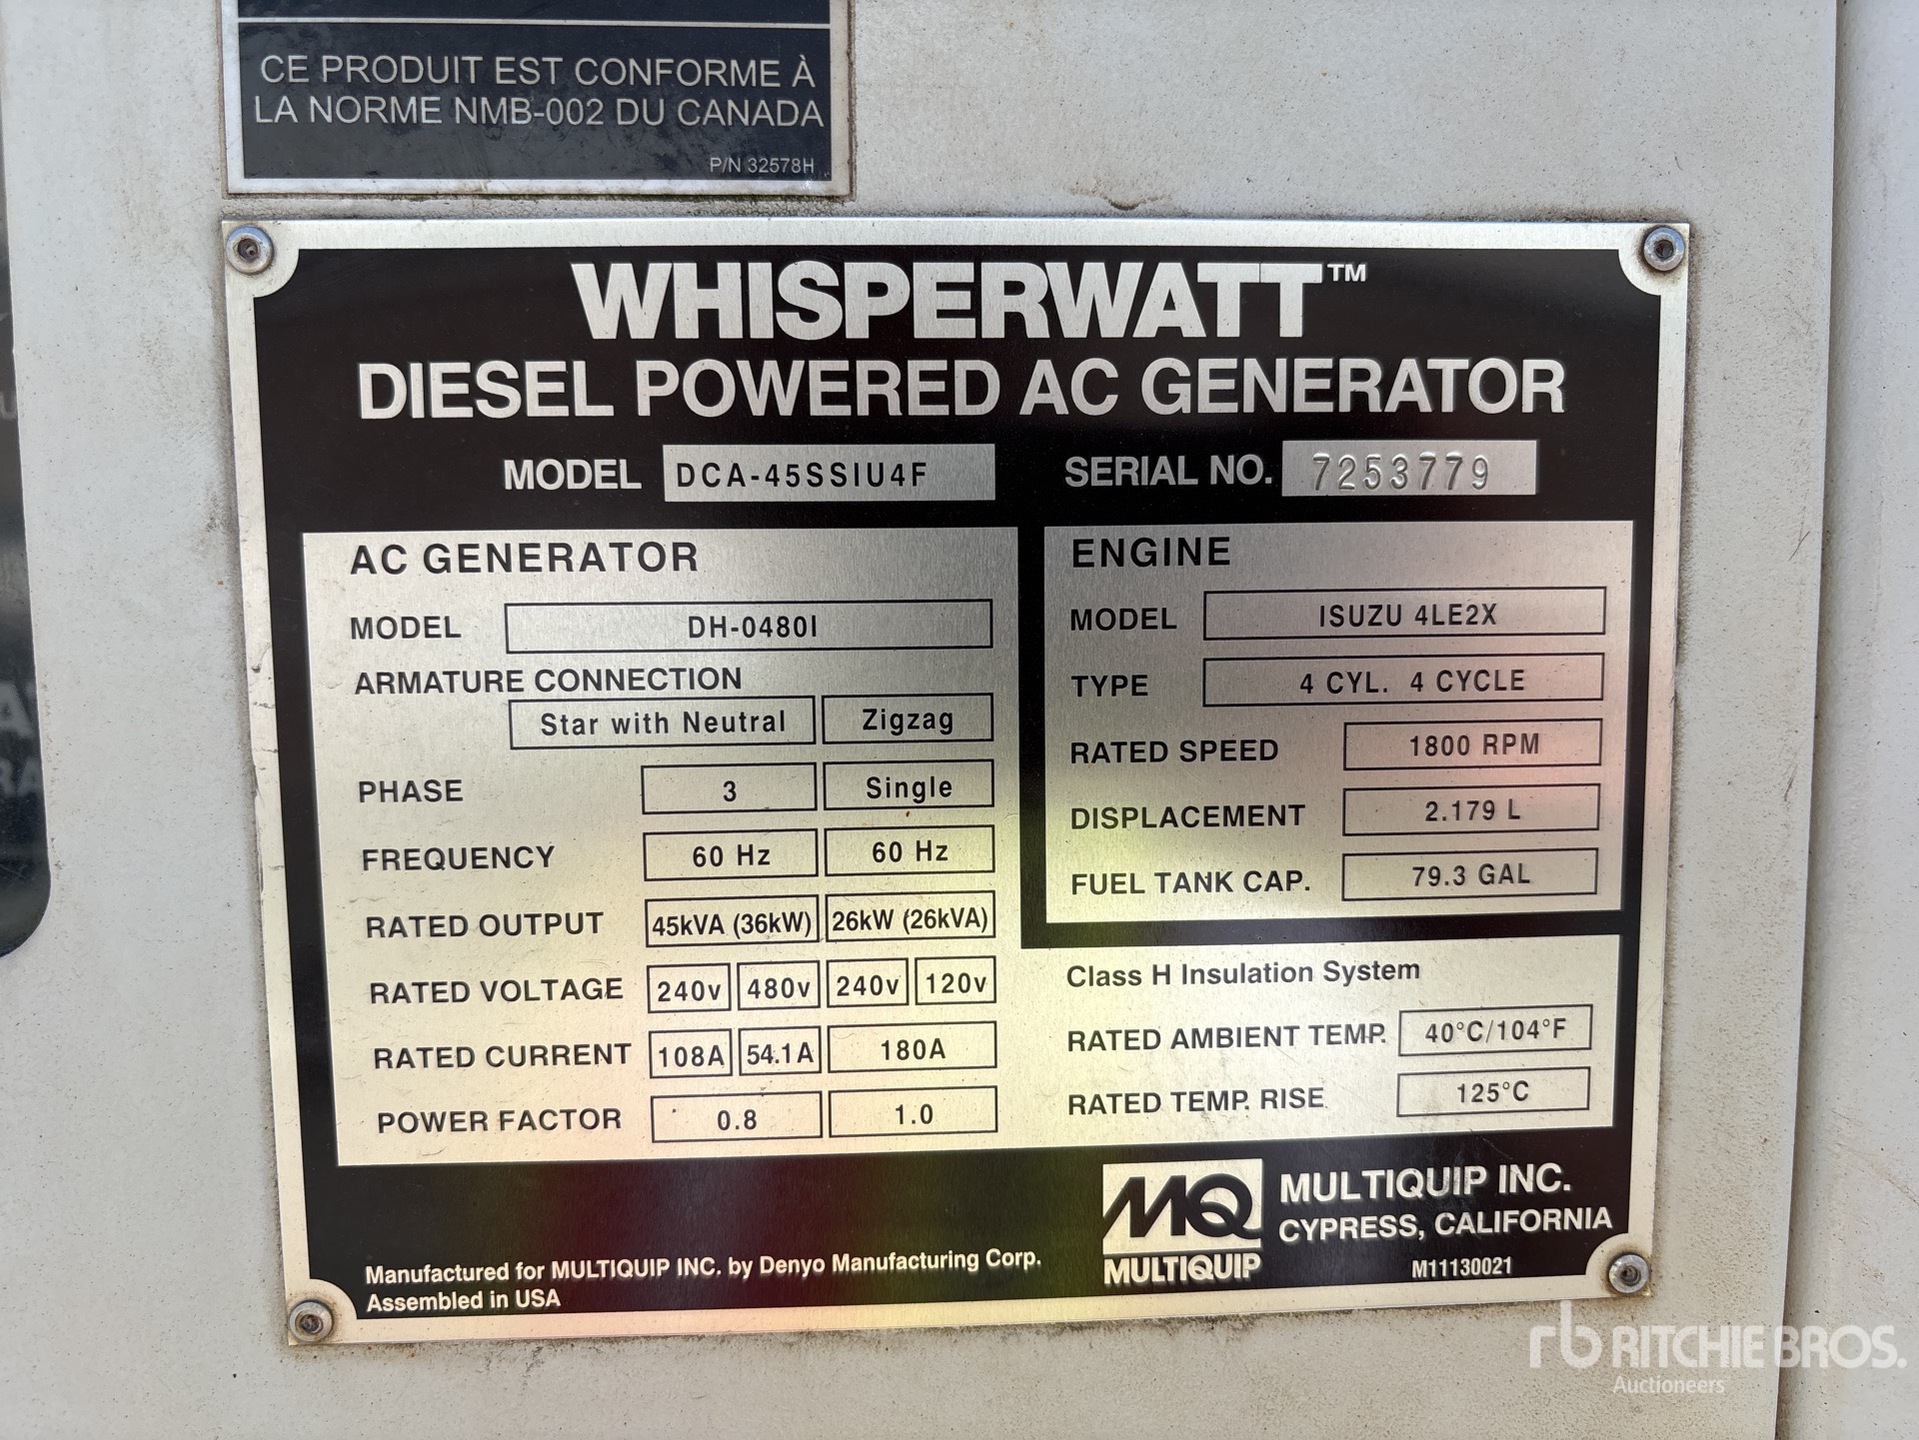 CE PRODUIT EST CONFORME À
LA NORME NMB-002 DU CANADA
P/N 32578H
WHISPERWATT™
DIESEL POWERED AC GENERATOR
MODEL DCA-45SSIU4F SERIAL NO. 7253779
AC GENERATOR
MODEL DH-0480I
ARMATURE CONNECTION
Star with Neutral Zigzag
PHASE 3 Single
FREQUENCY 60 Hz 60 Hz
RATED OUTPUT 45kVA (36kW) 26kW (26kVA)
RATED VOLTAGE 240v 480v 240v 120v
RATED CURRENT 108A 54.1A 180A
POWER FACTOR 0.8 1.0
ENGINE
MODEL ISUZU 4LE2X
TYPE 4 CYL. 4 CYCLE
RATED SPEED 1800 RPM
DISPLACEMENT 2.179 L
FUEL TANK CAP. 79.3 GAL
Class H Insulation System
RATED AMBIENT TEMP. 40°C/104°F
RATED TEMP. RISE 125°C
Manufactured for MULTIQUIP INC. by Denyo Manufacturing Corp.
Assembled in USA
MQ
MULTIQUIP
MULTIQUIP INC.
CYPRESS, CALIFORNIA
M11130021
rb RITCHIE BROS.
Auctioneers